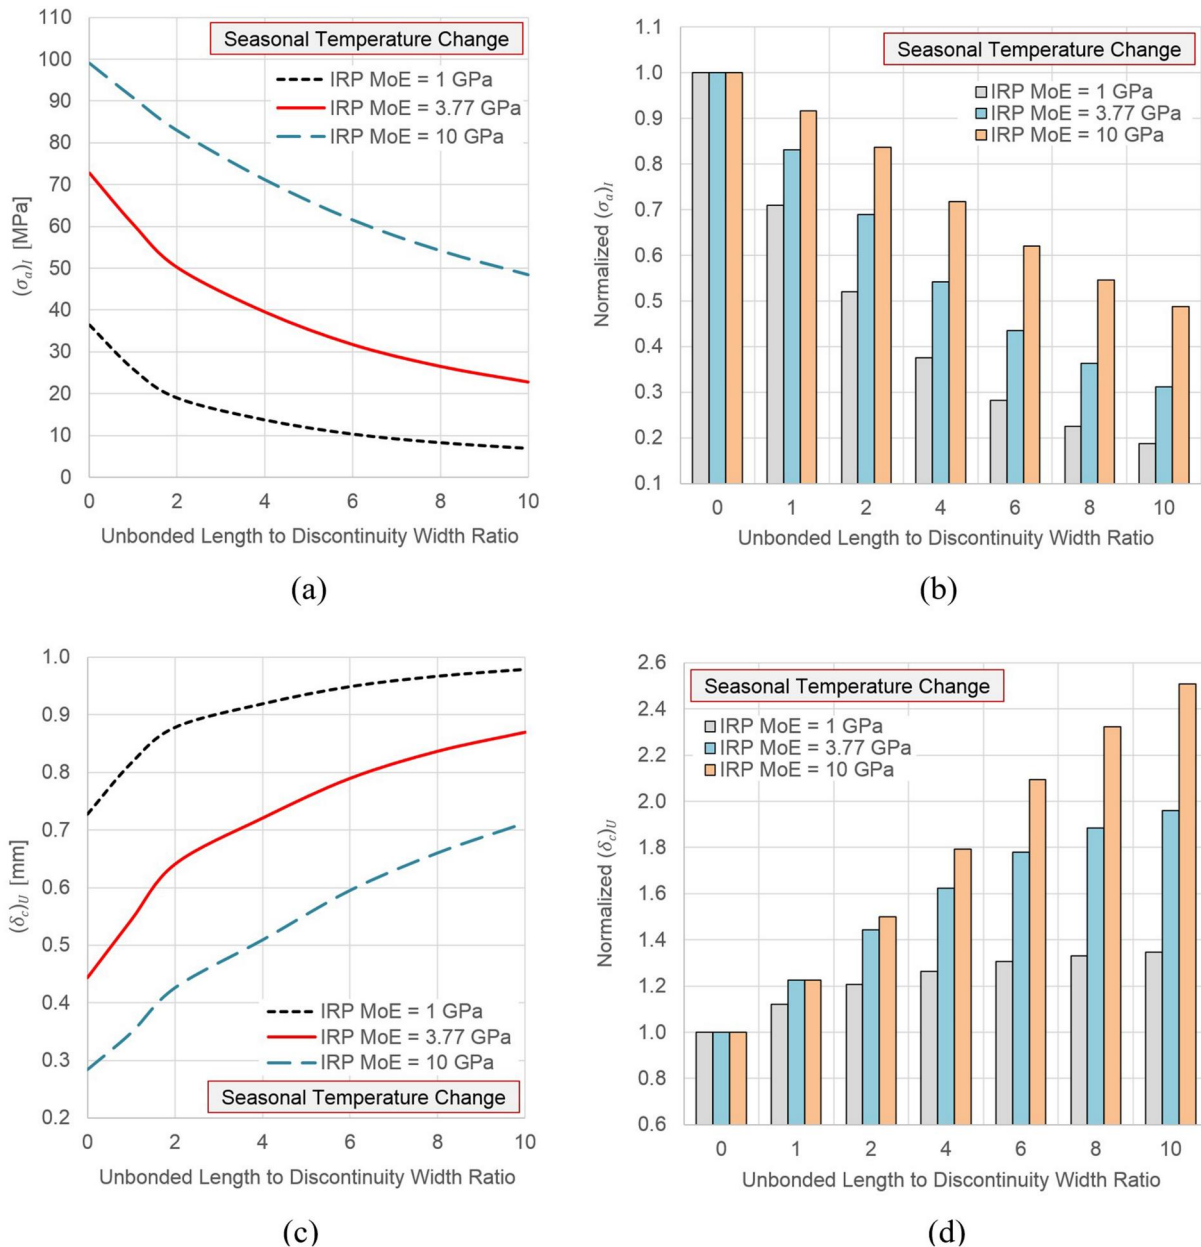 110
100
90
80
70
60
50
40
30
20
10
0
(σₐ)ᵢ [MPa]
Seasonal Temperature Change
IRP MoE = 1 GPa
IRP MoE = 3.77 GPa
IRP MoE = 10 GPa
0 2 4 6 8 10
Unbonded Length to Discontinuity Width Ratio
(a)
1.1
1.0
0.9
0.8
0.7
0.6
0.5
0.4
0.3
0.2
0.1
Normalized (σₐ)ᵢ
Seasonal Temperature Change
IRP MoE = 1 GPa
IRP MoE = 3.77 GPa
IRP MoE = 10 GPa
0 1 2 4 6 8 10
Unbonded Length to Discontinuity Width Ratio
(b)
1.0
0.9
0.8
0.7
0.6
0.5
0.4
0.3
0.2
(δ_c)_U [mm]
IRP MoE = 1 GPa
IRP MoE = 3.77 GPa
IRP MoE = 10 GPa
Seasonal Temperature Change
0 2 4 6 8 10
Unbonded Length to Discontinuity Width Ratio
(c)
2.6
2.4
2.2
2.0
1.8
1.6
1.4
1.2
1.0
0.8
0.6
Normalized (δ_c)_U
Seasonal Temperature Change
IRP MoE = 1 GPa
IRP MoE = 3.77 GPa
IRP MoE = 10 GPa
0 1 2 4 6 8 10
Unbonded Length to Discontinuity Width Ratio
(d)